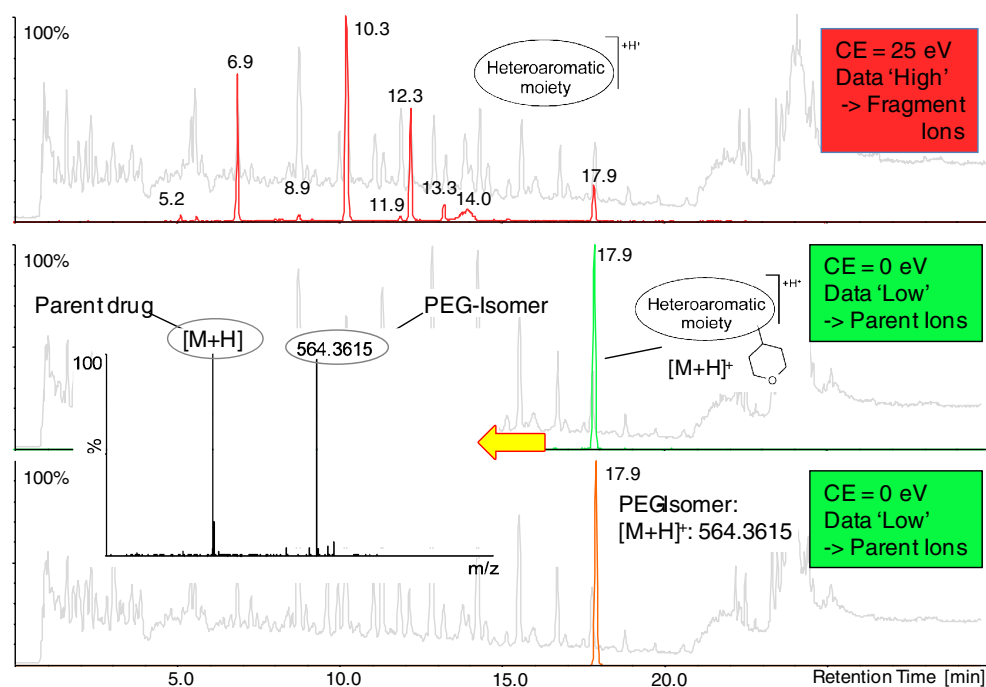 100%
10.3
6.9
12.3
5.2
8.9
11.9
13.3
14.0
17.9
Heteroaromatic
moiety
+H+
CE = 25 eV
Data ‘High’
-> Fragment
Ions
100%
17.9
Heteroaromatic
moiety
+H+
O
[M+H]+
CE = 0 eV
Data ‘Low’
-> Parent Ions
Parent drug
[M+H]
PEG-Isomer
564.3615
100
%
m/z
100%
17.9
PEGIsomer:
[M+H]+: 564.3615
CE = 0 eV
Data ‘Low’
-> Parent Ions
5.0
10.0
15.0
20.0
Retention Time [min]